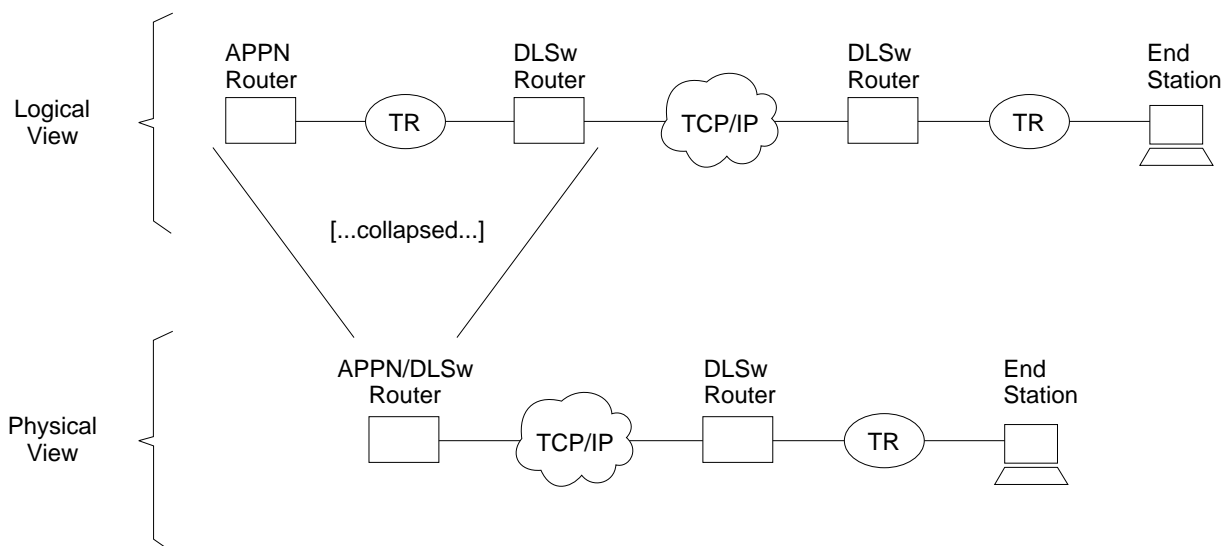 APPN
Router
DLSw
Router
DLSw
Router
End
Station
Logical
View
TR
TCP/IP
TR
[...collapsed...]
APPN/DLSw
Router
DLSw
Router
End
Station
Physical
View
TCP/IP
TR